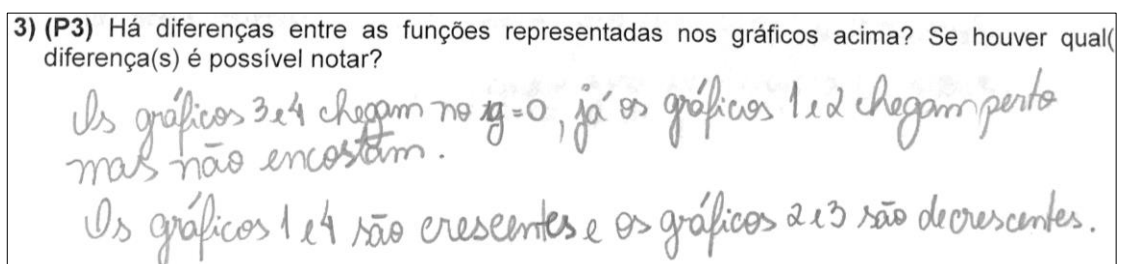 3) (P3) Há diferenças entre as funções representadas nos gráficos acima? Se houver qual(
diferença(s) é possível notar?
Os gráficos 3 e 4 chegam no y=0, já os gráficos 1 e 2 chegam perto
mas não encostam.
Os gráficos 1 e 4 são crescentes e os gráficos 2 e 3 são decrescentes.